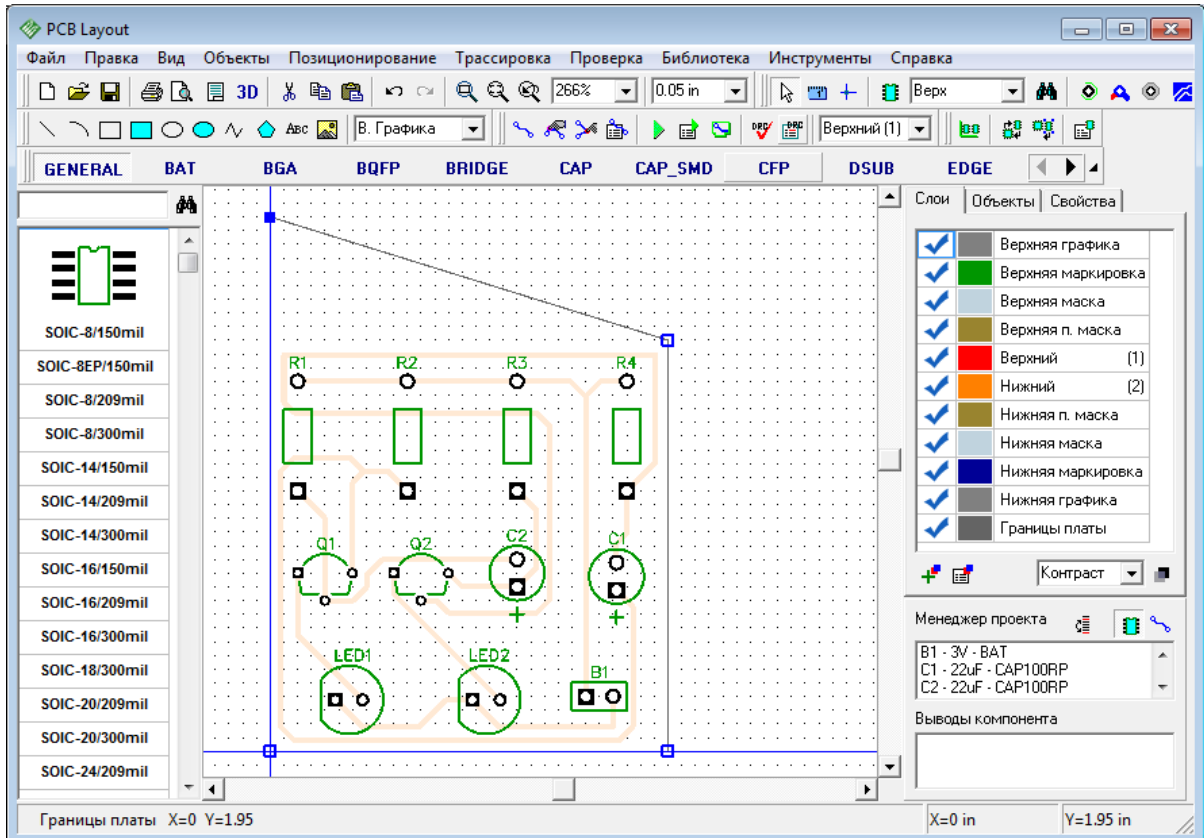 PCB Layout
Файл Правка Вид Объекты Позиционирование Трассировка Проверка Библиотека Инструменты Справка
3D 266% 0.05 in Верх
ABC В. Графика DRC DRC Верхний (1)
GENERAL BAT BGA BQFP BRIDGE CAP CAP_SMD CFP DSUB EDGE
SOIC-8/150mil
SOIC-8EP/150mil
SOIC-8/209mil
SOIC-8/300mil
SOIC-14/150mil
SOIC-14/209mil
SOIC-14/300mil
SOIC-16/150mil
SOIC-16/209mil
SOIC-16/300mil
SOIC-18/300mil
SOIC-20/209mil
SOIC-20/300mil
SOIC-24/209mil
R1 R2 R3 R4
Q1 Q2 C2 C1
+ +
LED1 LED2 B1
Слои Объекты Свойства
Верхняя графика
Верхняя маркировка
Верхняя маска
Верхняя п. маска
Верхний (1)
Нижний (2)
Нижняя п. маска
Нижняя маска
Нижняя маркировка
Нижняя графика
Границы платы
Контраст
Менеджер проекта
B1 - 3V - BAT
C1 - 22uF - CAP100RP
C2 - 22uF - CAP100RP
Выводы компонента
Границы платы X=0 Y=1.95 X=0 in Y=1.95 in